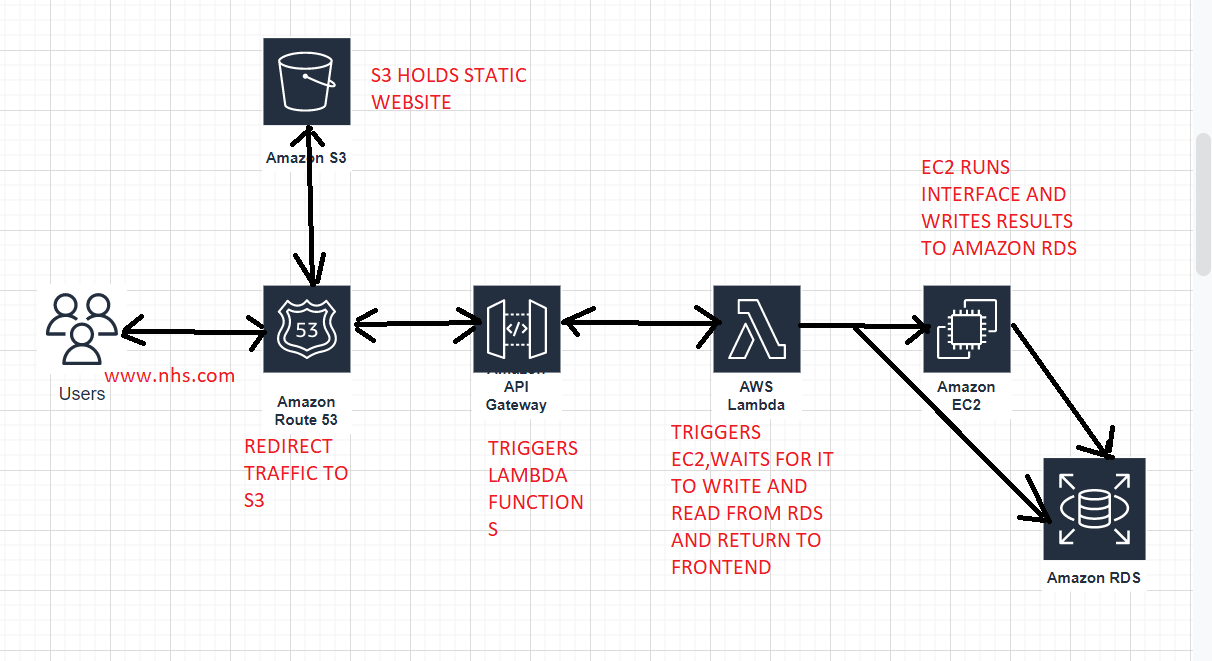 S3 HOLDS STATIC
WEBSITE
Amazon S3
EC2 RUNS
INTERFACE AND
WRITES RESULTS
TO AMAZON RDS
Users
www.nhs.com
53
Amazon
Route 53
REDIRECT
TRAFFIC TO
S3
</>
Amazon
API
Gateway
TRIGGERS
LAMBDA
FUNCTION
S
AWS
Lambda
TRIGGERS
EC2,WAITS FOR IT
TO WRITE AND
READ FROM RDS
AND RETURN TO
FRONTEND
Amazon
EC2
Amazon RDS